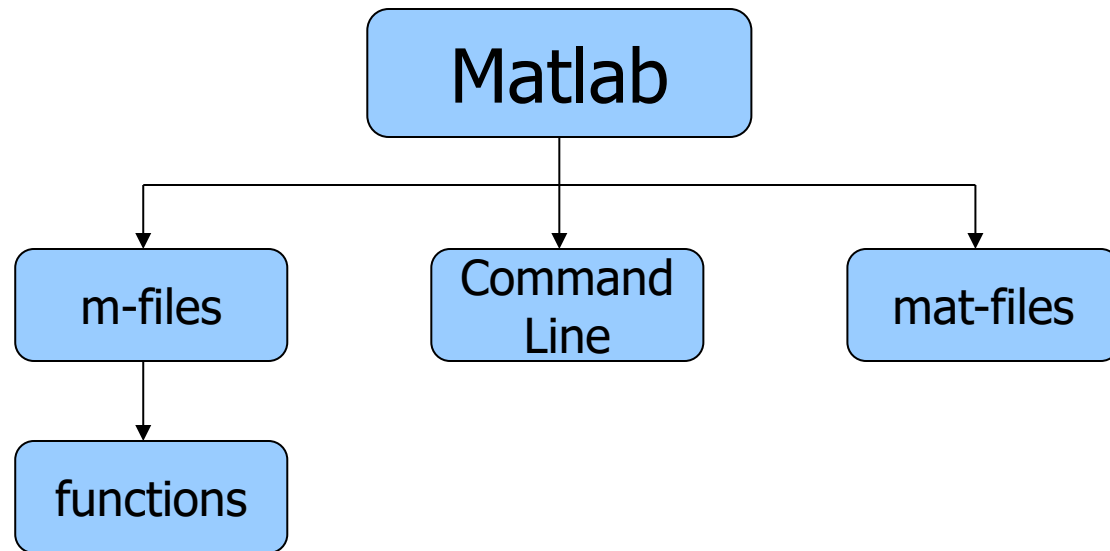 Matlab
m-files
Command
Line
mat-files
functions